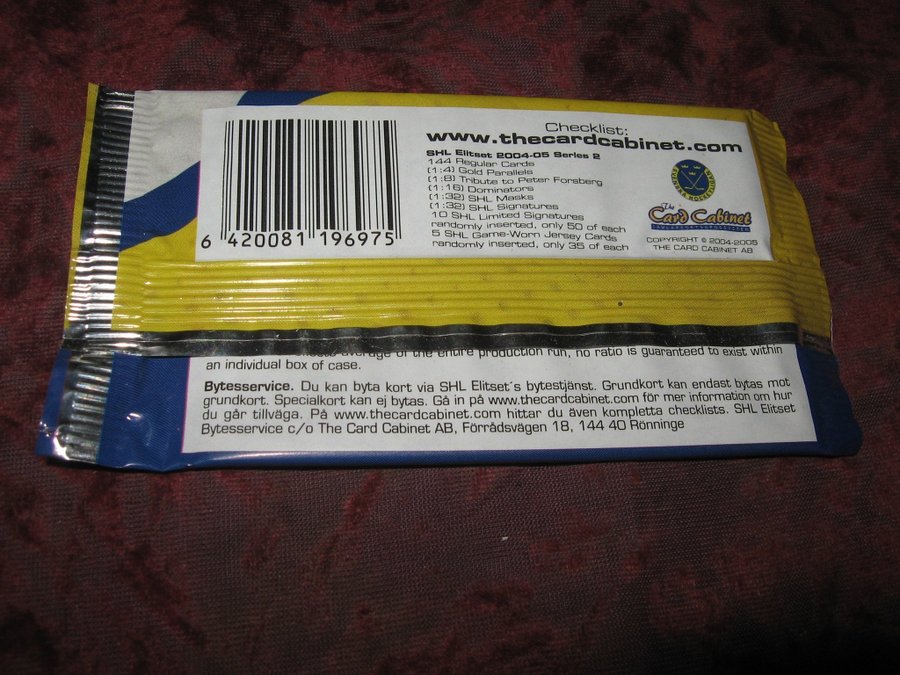 Checklist:
www.thecardcabinet.com
SHL Elitset 2004-05 Series 2
144 Regular Cards
(1:4) Gold Parallels
(1:8) Tribute to Peter Forsberg
(1:16) Dominators
(1:32) SHL Masks
(1:32) SHL Signatures
10 SHL Limited Signatures
randomly inserted, only 50 of each
5 SHL Game-Worn Jersey Cards
randomly inserted, only 35 of each
6 420081 196975
The
Card Cabinet
COPYRIGHT © 2004-2005
THE CARD CABINET AB
average of the entire production run, no ratio is guaranteed to exist within
an individual box of case.
Bytesservice. Du kan byta kort via SHL Elitset´s bytestjänst. Grundkort kan endast bytas mot
grundkort. Specialkort kan ej bytas. Gå in på www.thecardcabinet.com för mer information om hur
du går tillväga. På www.thecardcabinet.com hittar du även kompletta checklists. SHL Elitset
Bytesservice c/o The Card Cabinet AB, Förrådsvägen 18, 144 40 Rönninge